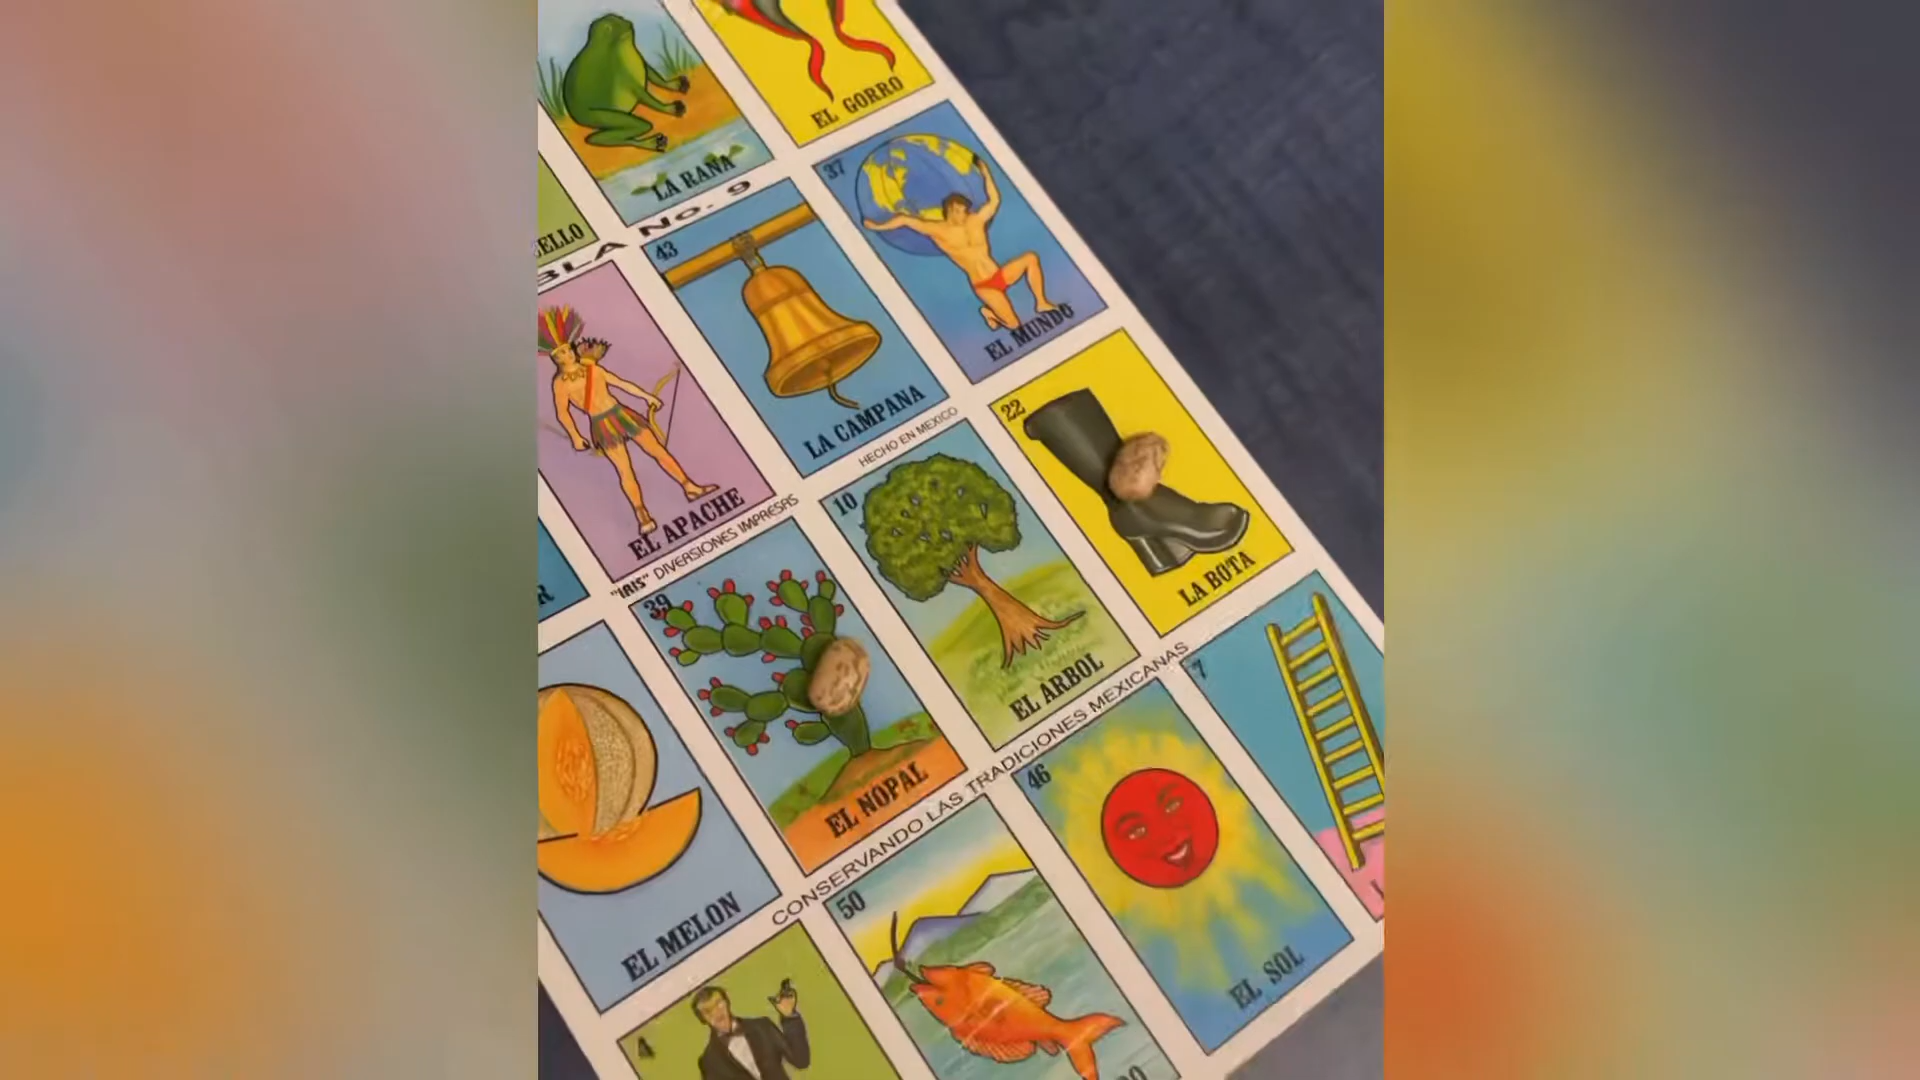 EL GORRO
LA RANA
ELLO
BLA No. 9
37
EL MUNDO
43
LA CAMPANA
HECHO EN MEXICO
EL APACHE
"IRIS" DIVERSIONES IMPRESAS
22
LA BOTA
10
EL ARBOL
39
EL NOPAL
R
CONSERVANDO LAS TRADICIONES MEXICANAS
7
46
EL SOL
EL MELON
50
4